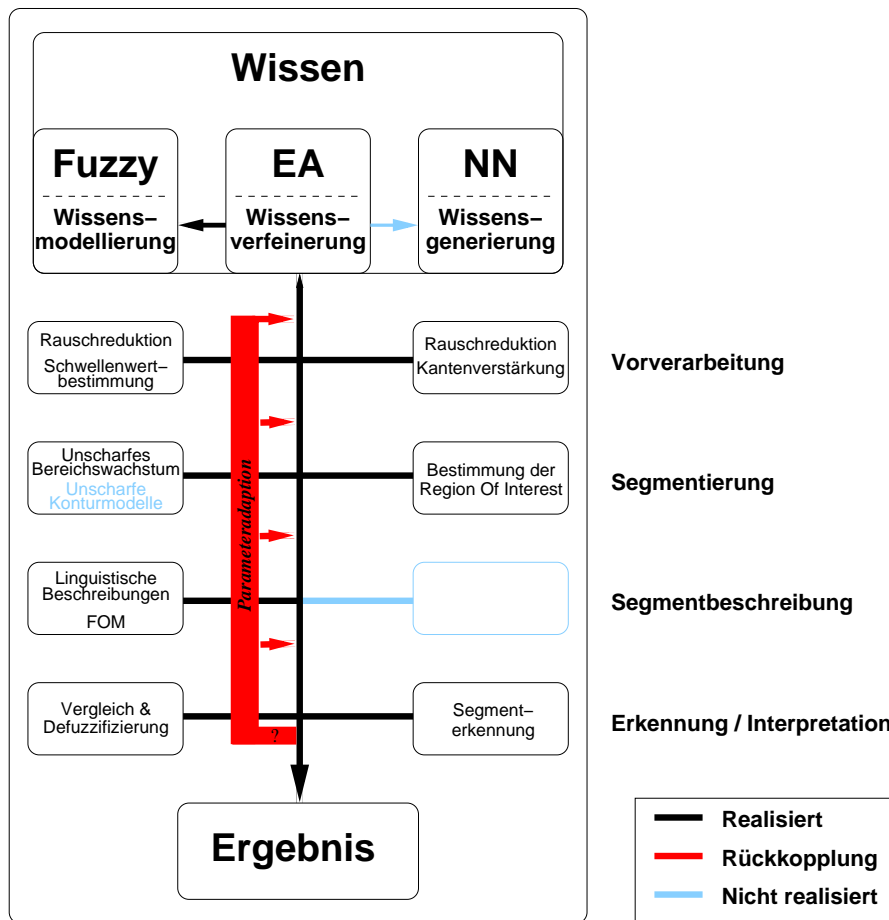 Wissen
Fuzzy
Wissens–
modellierung
EA
Wissens-
verfeinerung
NN
Wissens-
generierung
Rauschreduktion
Schwellenwert–
bestimmung
Rauschreduktion
Kantenverstärkung
Vorverarbeitung
Unscharfes
Bereichswachstum
Unscharfe
Konturmodelle
Bestimmung der
Region Of Interest
Segmentierung
Parameteradaption
Linguistische
Beschreibungen
FOM
Segmentbeschreibung
Vergleich &
Defuzzifizierung
?
Segment–
erkennung
Erkennung / Interpretation
Ergebnis
Realisiert
Rückkopplung
Nicht realisiert